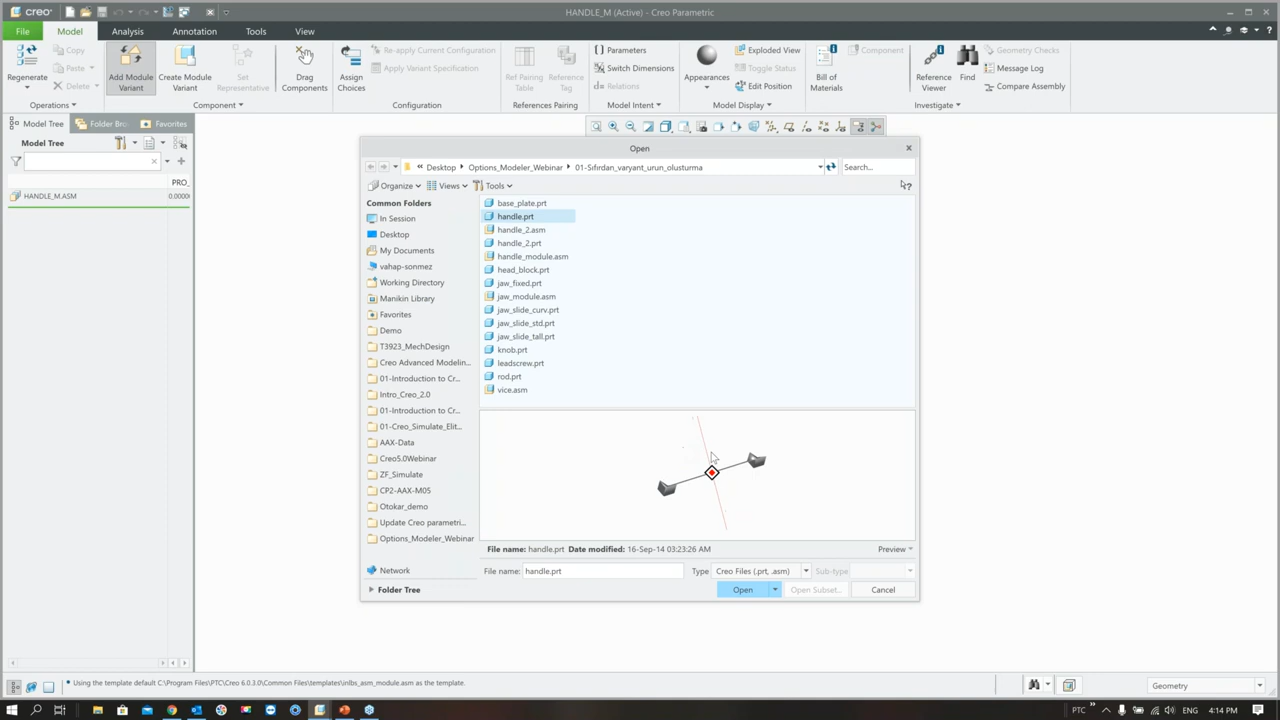 creo
HANDLE_M (Active) - Creo Parametric
File
Model
Analysis
Annotation
Tools
View
Regenerate
Copy
Paste
Delete
Operations
Add Module
Variant
Create Module
Variant
Set
Representative
Drag
Components
Component
Assign
Choices
Re-apply Current Configuration
Apply Variant Specification
Configuration
Ref Pairing
Table
Reference
Tag
References Pairing
Parameters
Switch Dimensions
Relations
Model Intent
Appearances
Exploded View
Toggle Status
Edit Position
Model Display
Bill of
Materials
Component
Reference
Viewer
Find
Geometry Checks
Message Log
Compare Assembly
Investigate
Model Tree
Folder Bro
Favorites
Model Tree
PRO_
HANDLE_M.ASM
0.0000
Open
Desktop
Options_Modeler_Webinar
01-Sıfırdan_varyant_urun_olusturma
Search...
Organize
Views
Tools
Common Folders
In Session
Desktop
My Documents
vahap-sonmez
Working Directory
Manikin Library
Favorites
Demo
T3923_MechDesign
Creo Advanced Modelin...
01-Introduction to Cr...
Intro_Creo_2.0
01-Introduction to Cr...
01-Creo_Simulate_Elit...
AAX-Data
Creo5.0Webinar
ZF_Simulate
CP2-AAX-M05
Otokar_demo
Update Creo parametri...
Options_Modeler_Webinar
Network
Folder Tree
base_plate.prt
handle.prt
handle_2.asm
handle_2.prt
handle_module.asm
head_block.prt
jaw_fixed.prt
jaw_module.asm
jaw_slide_curv.prt
jaw_slide_std.prt
jaw_slide_tall.prt
knob.prt
leadscrew.prt
rod.prt
vice.asm
File name: handle.prt Date modified: 16-Sep-14 03:23:26 AM
Preview
File name: handle.prt
Type Creo Files (.prt, .asm)
Sub-type
Open
Open Subset...
Cancel
Using the template default C:\Program Files\PTC\Creo 6.0.3.0\Common Files\templates\inlbs_asm_module.asm as the template.
Geometry
PTC
ENG
4:14 PM